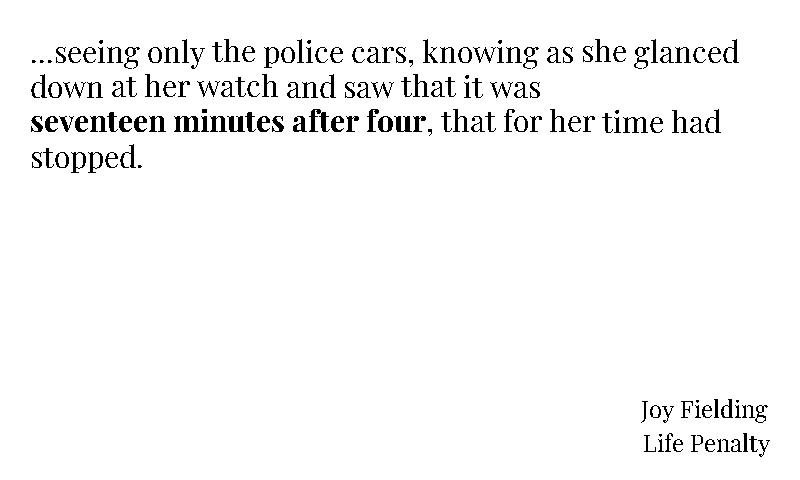 ...seeing only the police cars, knowing as she glanced
down at her watch and saw that it was
seventeen minutes after four, that for her time had
stopped.
Joy Fielding
Life Penalty